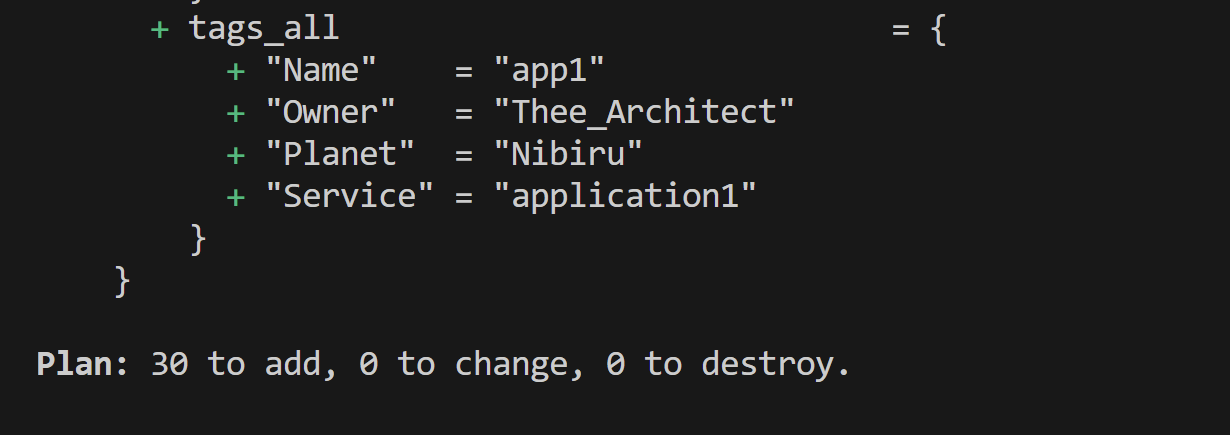 + tags_all = {
+ "Name" = "app1"
+ "Owner" = "Thee_Architect"
+ "Planet" = "Nibiru"
+ "Service" = "application1"
}
}
Plan: 30 to add, 0 to change, 0 to destroy.